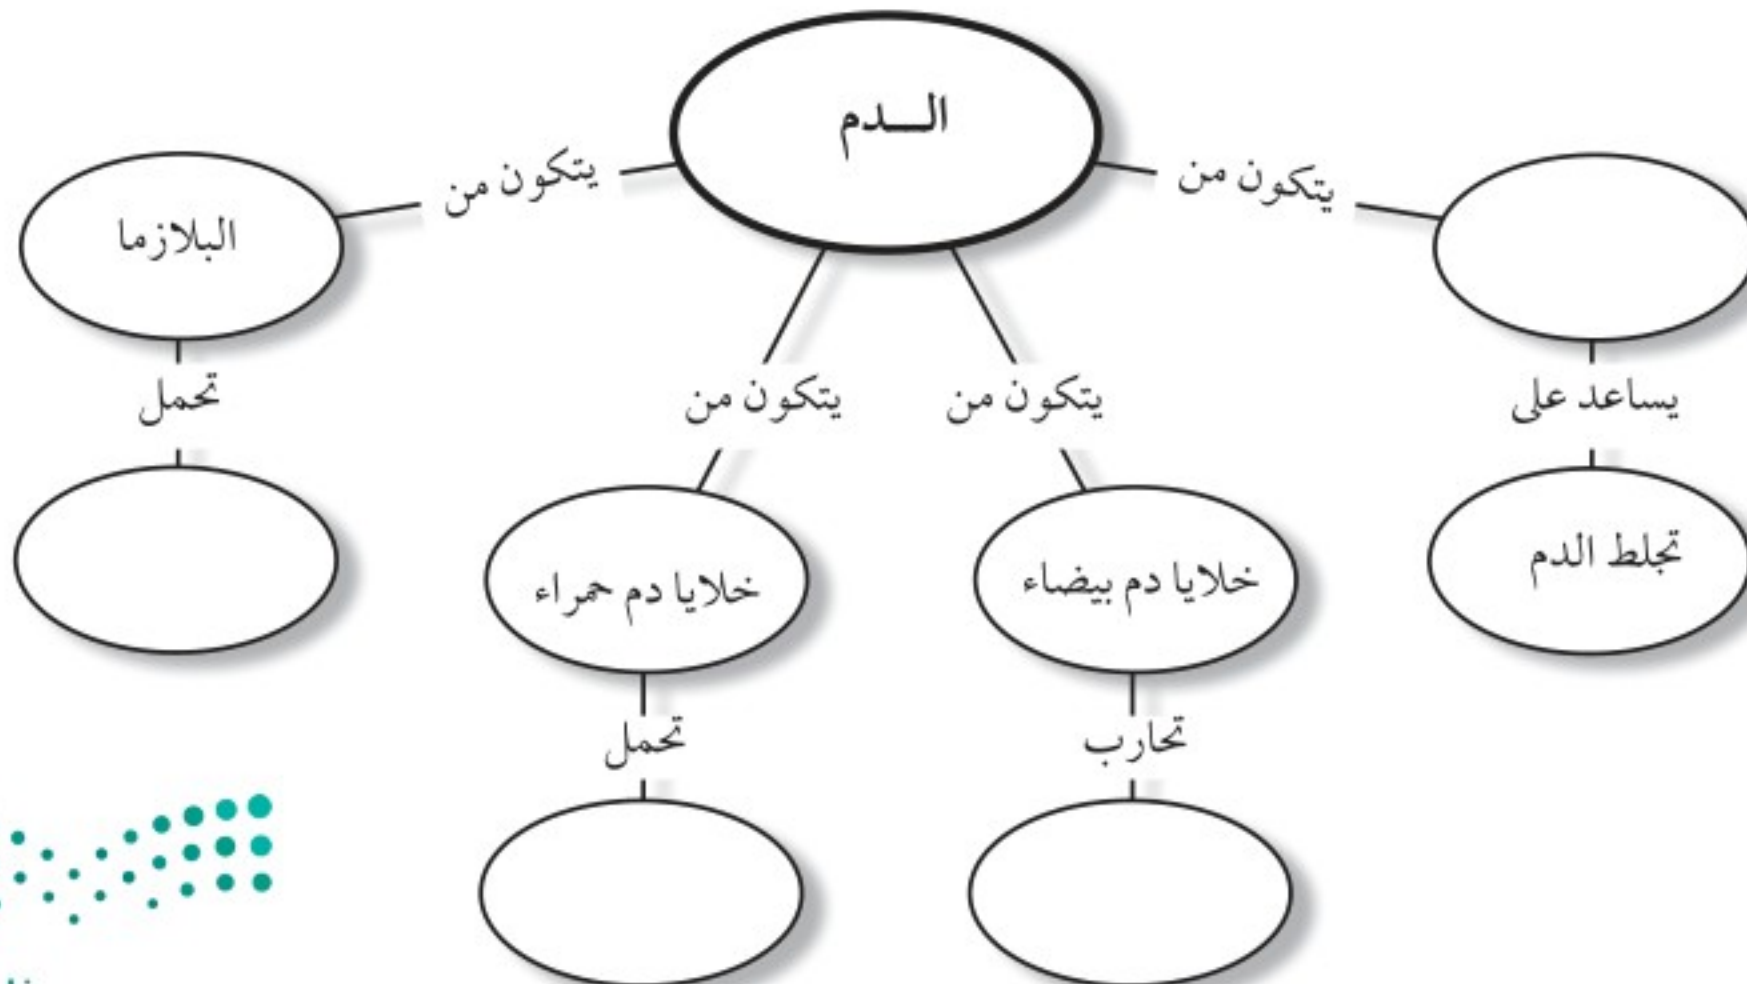 الـــدم
يتكون من
يتكون من
البلازما
تحمل
يتكون من
يتكون من
يساعد على
تجلط الدم
خلايا دم بيضاء
خلايا دم حمراء
تحارب
تحمل